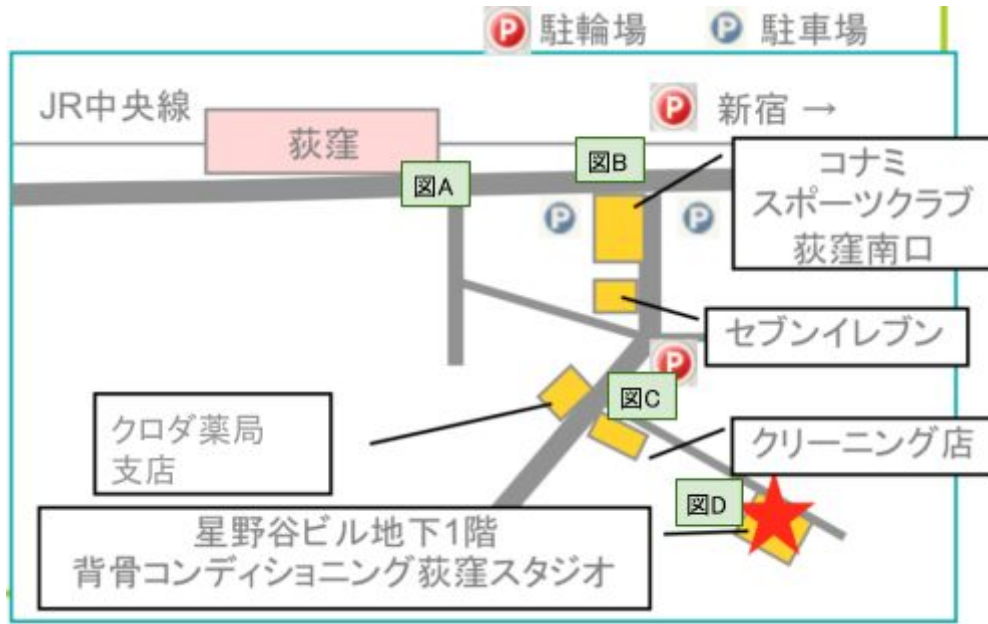 P 駐輪場 P 駐車場
JR中央線
荻窪
P 新宿 →
図A
図B
コナミ
スポーツクラブ
荻窪南口
P
P
セブンイレブン
P
図C
クロダ薬局
支店
クリーニング店
図D
星野谷ビル地下1階
背骨コンディショニング荻窪スタジオ